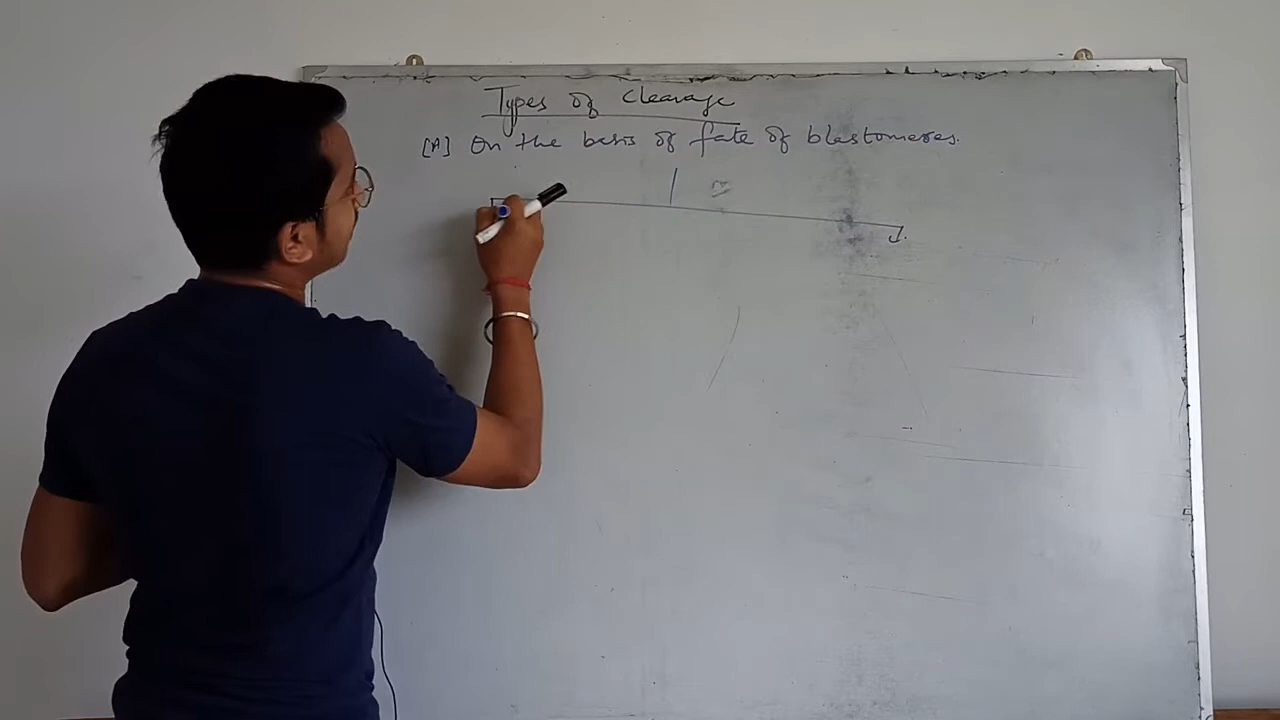 Types of Cleavage
[A] On the basis of fate of blastomeres.